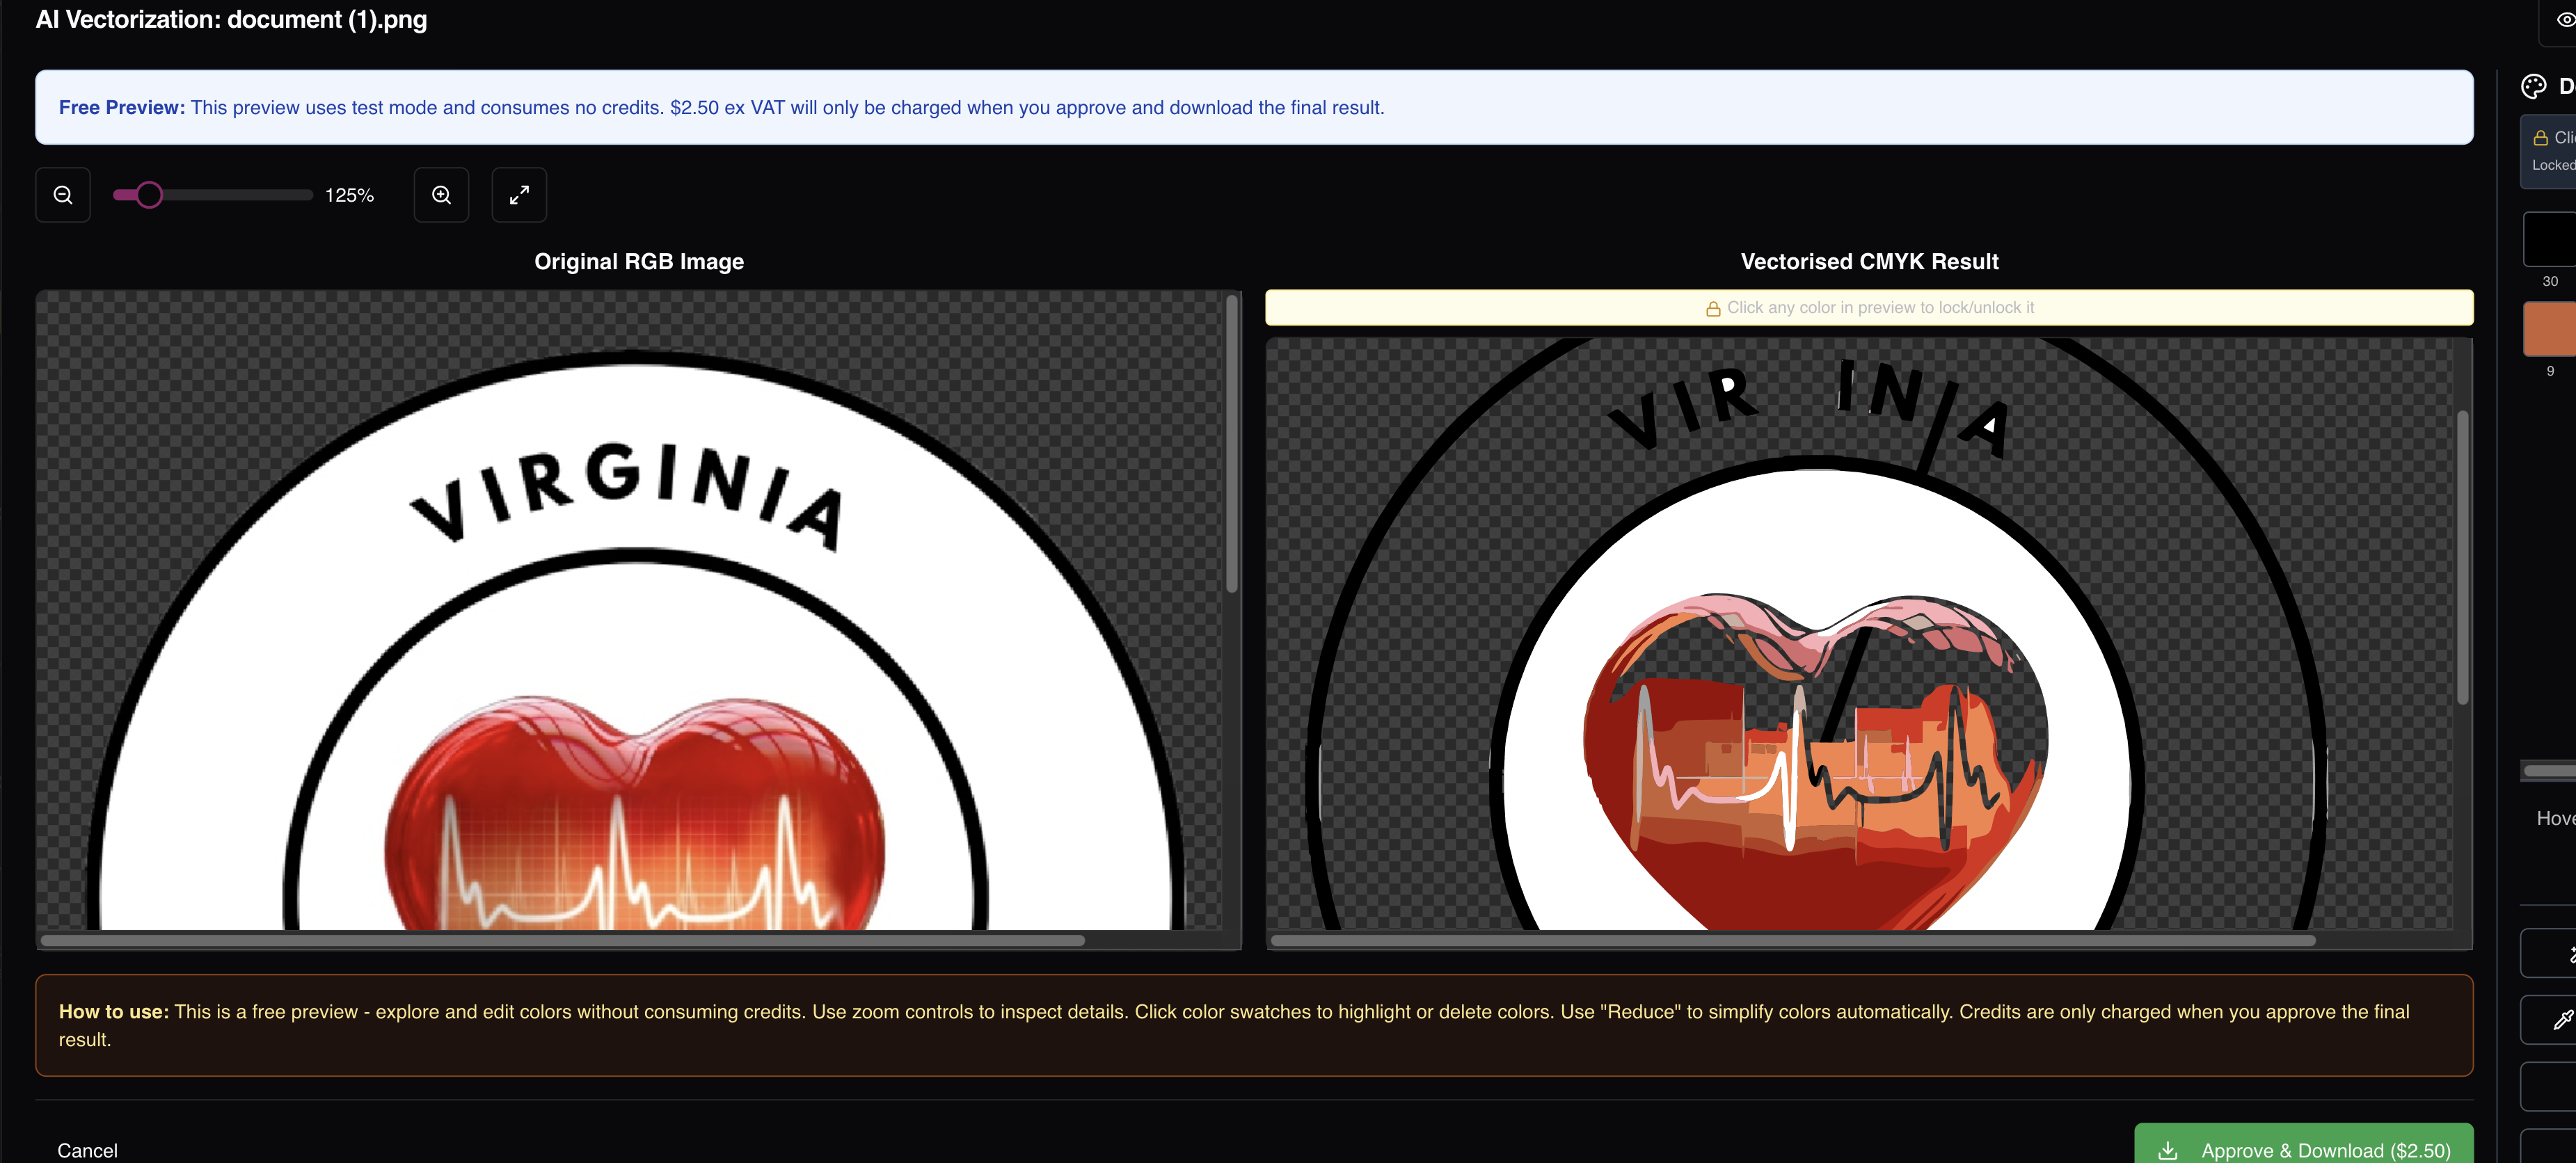 AI Vectorization: document (1).png
Free Preview: This preview uses test mode and consumes no credits. $2.50 ex VAT will only be charged when you approve and download the final result.
125%
Original RGB Image
Vectorised CMYK Result
Click any color in preview to lock/unlock it
VIRGINIA
VIR INIA
How to use: This is a free preview - explore and edit colors without consuming credits. Use zoom controls to inspect details. Click color swatches to highlight or delete colors. Use "Reduce" to simplify colors automatically. Credits are only charged when you approve the final
result.
Cancel
Approve & Download ($2.50)
Locked
30
9